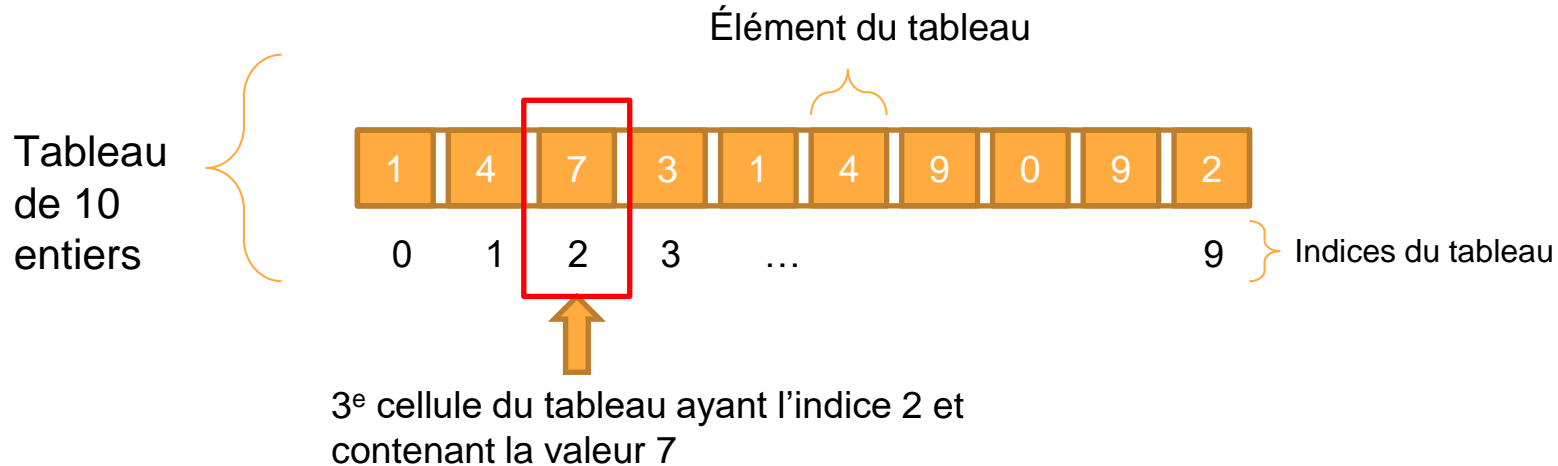 Élément du tableau
Tableau
de 10
entiers
1 4 7 3 1 4 9 0 9 2
0 1 2 3 … 9
Indices du tableau
3e cellule du tableau ayant l’indice 2 et
contenant la valeur 7